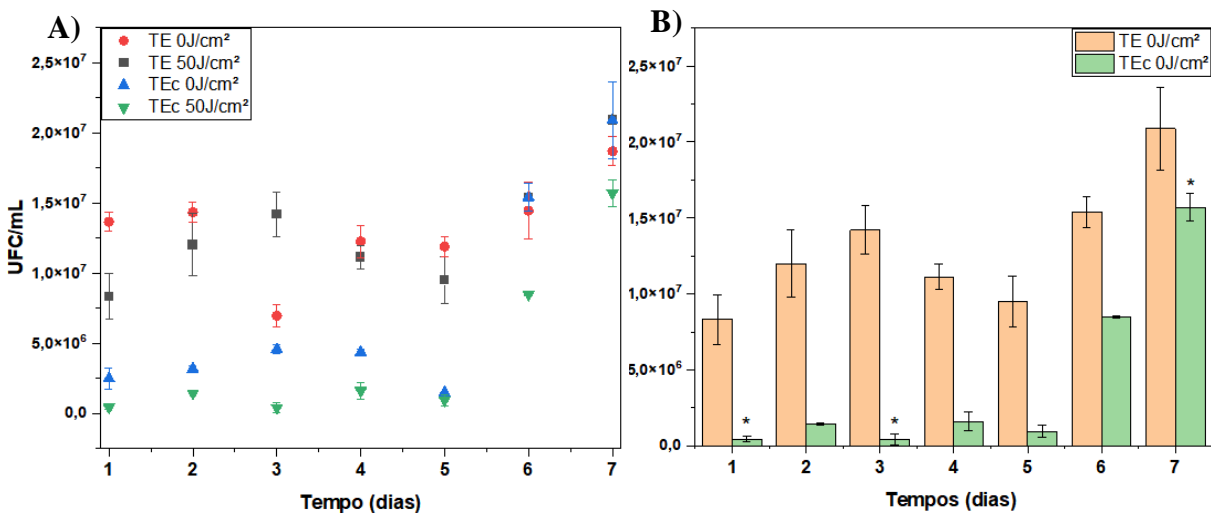 A)
TE 0J/cm²
TE 50J/cm²
TEc 0J/cm²
TEc 50J/cm²
2,5×10⁷
2,0×10⁷
1,5×10⁷
1,0×10⁷
5,0×10⁶
0,0
UFC/mL
1 2 3 4 5 6 7
Tempo (dias)
B)
TE 0J/cm²
TEc 0J/cm²
2,5×10⁷
2,0×10⁷
1,5×10⁷
1,0×10⁷
5,0×10⁶
0,0
*
*
*
1 2 3 4 5 6 7
Tempos (dias)